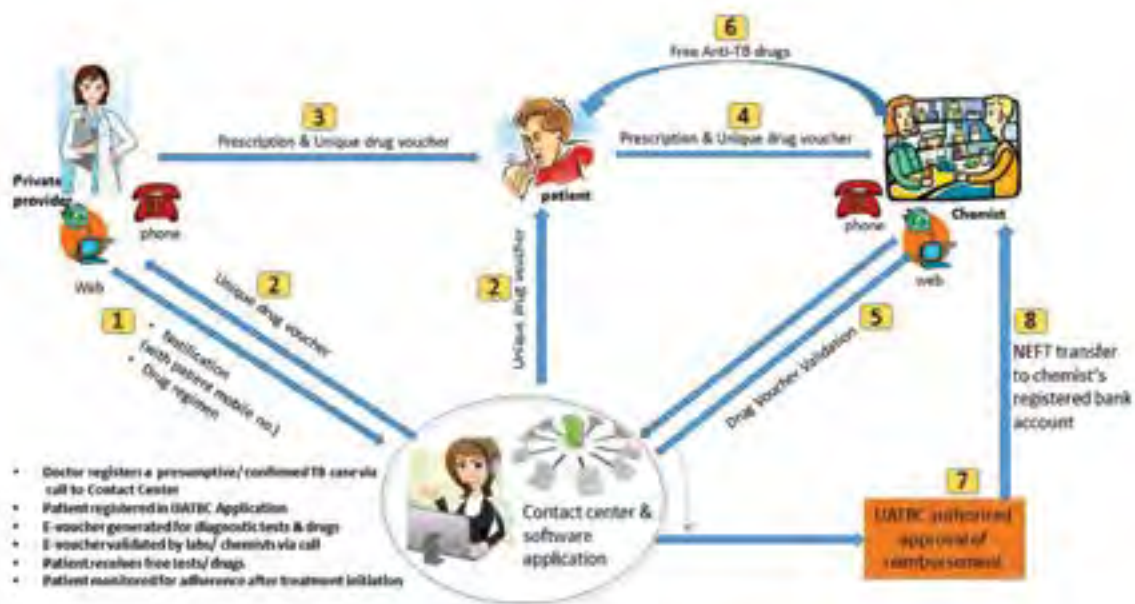 6
Free Anti-TB drugs
3
Prescription & Unique drug voucher
4
Prescription & Unique drug voucher
Private
provider
phone
Web
patient
phone
Chemist
web
1
• Notification
(with patient mobile no.)
• Drug regimen
2
Unique drug voucher
2
Unique drug voucher
5
Drug Voucher Validation
8
NEFT transfer
to chemist's
registered bank
account
• Doctor registers a presumptive/ confirmed TB case via
call to Contact Center
• Patient registered in UATBC Application
• E-voucher generated for diagnostic tests & drugs
• E-voucher validated by labs/ chemists via call
• Patient receives free tests/ drugs
• Patient monitored for adherence after treatment initiation
Contact center &
software
application
7
UATBC authorized
approval of
reimbursement